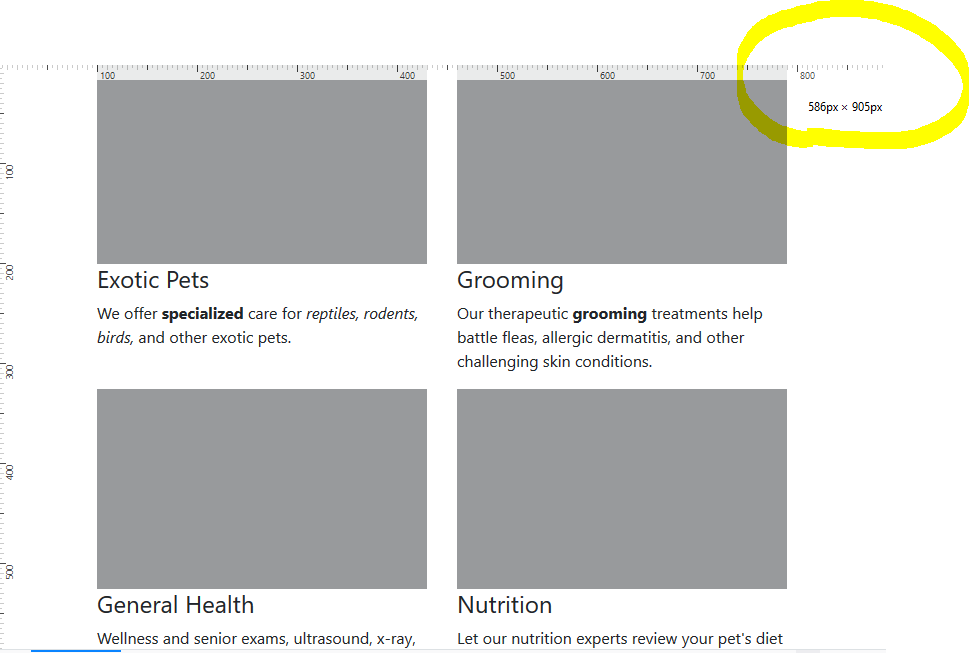 100 200 300 400 500 600 700 800
586px × 905px
100
200
Exotic Pets
We offer specialized care for reptiles, rodents,
birds, and other exotic pets.
Grooming
Our therapeutic grooming treatments help
battle fleas, allergic dermatitis, and other
challenging skin conditions.
300
400
500
General Health
Wellness and senior exams, ultrasound, x-ray,
Nutrition
Let our nutrition experts review your pet's diet